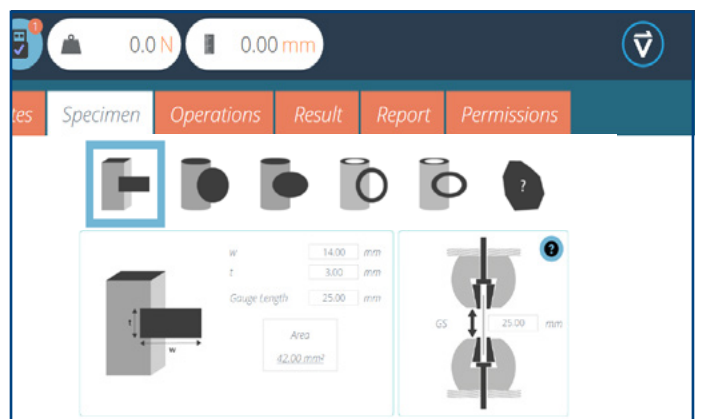 1
0.0 N 0.00 mm
tes Specimen Operations Result Report Permissions
?
w 14.00 mm
t 3.00 mm
Gauge Length 25.00 mm
Area
42.00 mm²
t
w
?
GS 25.00 mm